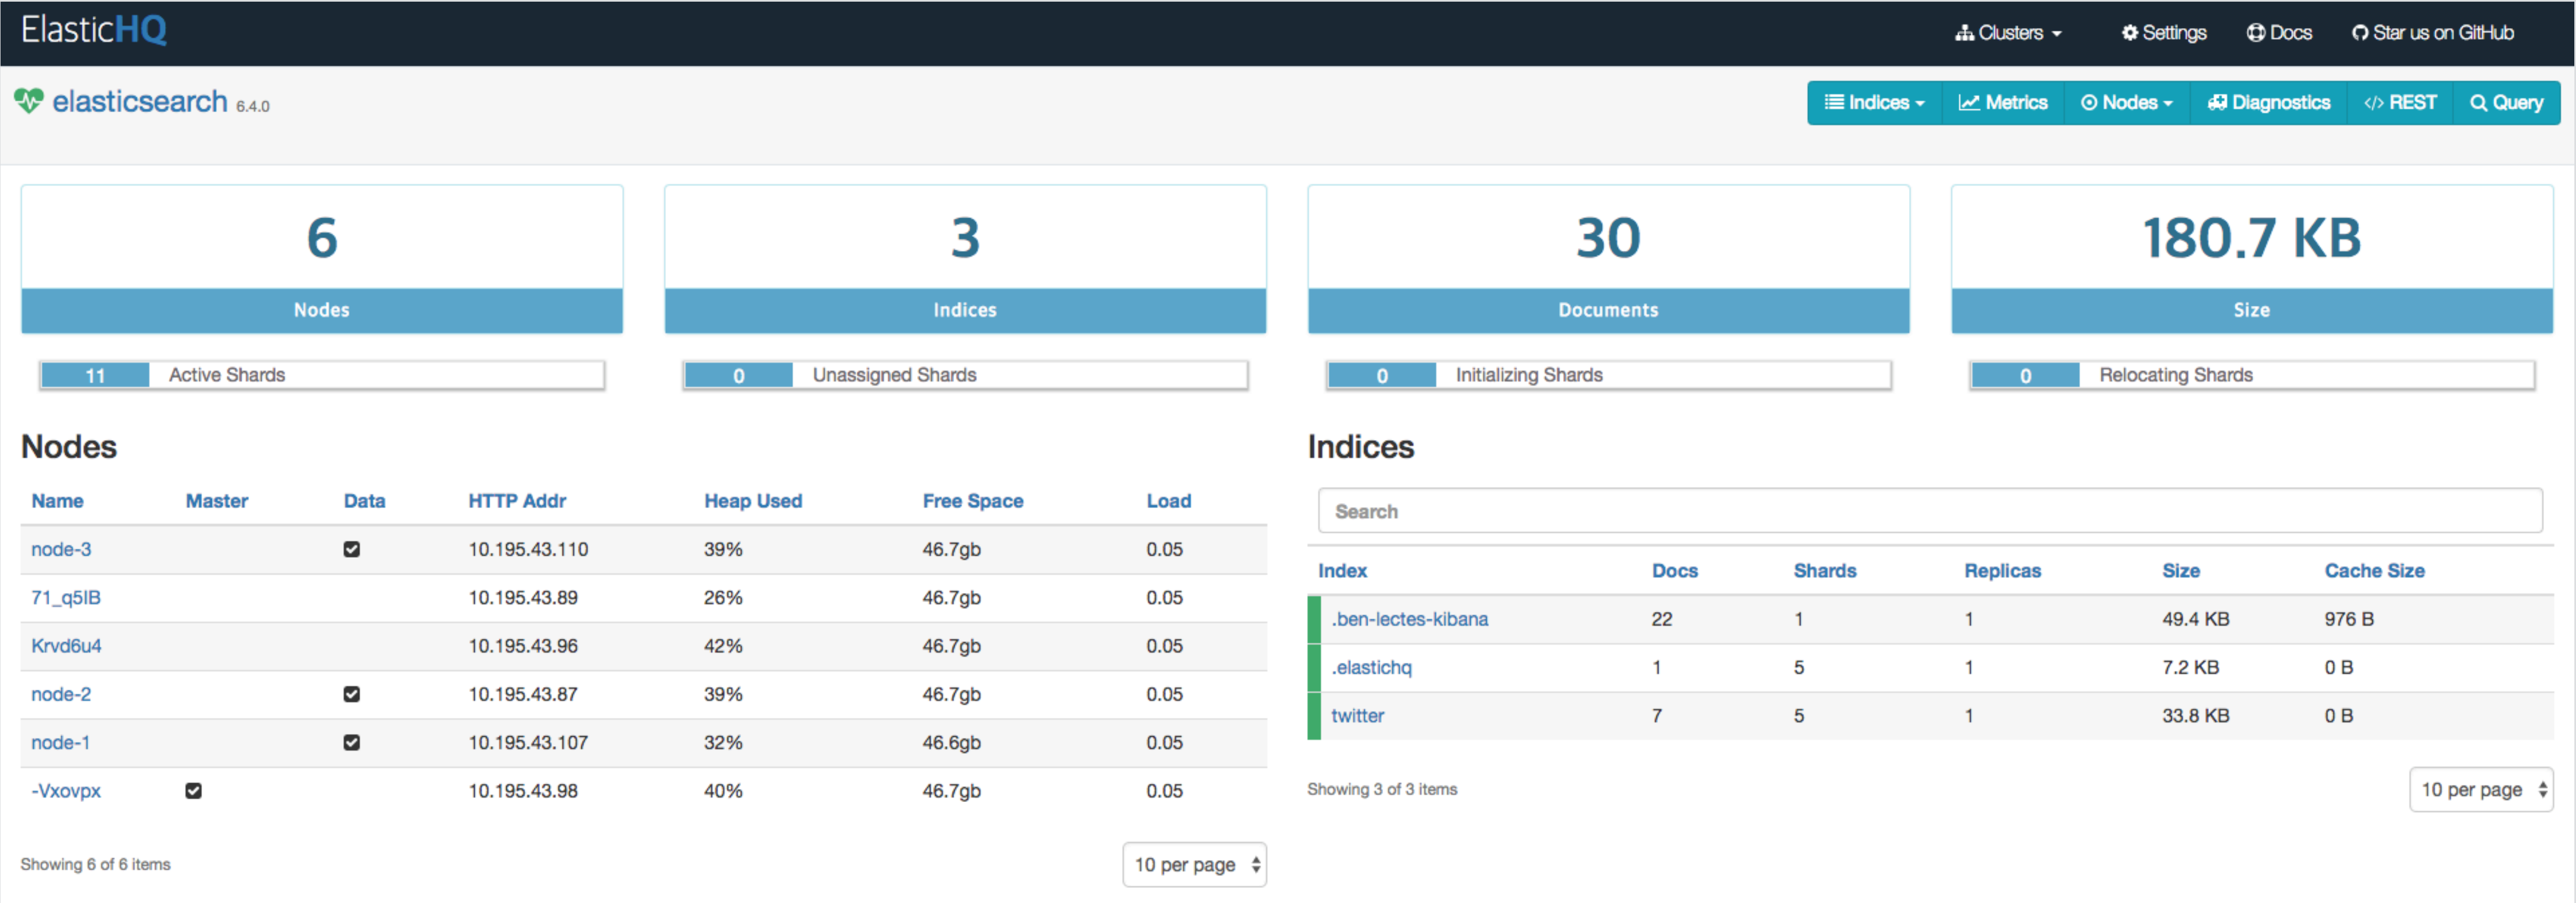 ElasticHQ Clusters Settings Docs Star us on GitHub
elasticsearch 6.4.0 Indices Metrics Nodes Diagnostics </> REST Query
6 3 30 180.7 KB
Nodes Indices Documents Size
11 Active Shards 0 Unassigned Shards 0 Initializing Shards 0 Relocating Shards
Nodes
Name Master Data HTTP Addr Heap Used Free Space Load
node-3 10.195.43.110 39% 46.7gb 0.05
71_q5IB 10.195.43.89 26% 46.7gb 0.05
Krvd6u4 10.195.43.96 42% 46.7gb 0.05
node-2 10.195.43.87 39% 46.7gb 0.05
node-1 10.195.43.107 32% 46.6gb 0.05
-Vxovpx 10.195.43.98 40% 46.7gb 0.05
Showing 6 of 6 items 10 per page
Indices
Search
Index Docs Shards Replicas Size Cache Size
.ben-lectes-kibana 22 1 1 49.4 KB 976 B
.elastichq 1 5 1 7.2 KB 0 B
twitter 7 5 1 33.8 KB 0 B
Showing 3 of 3 items 10 per page